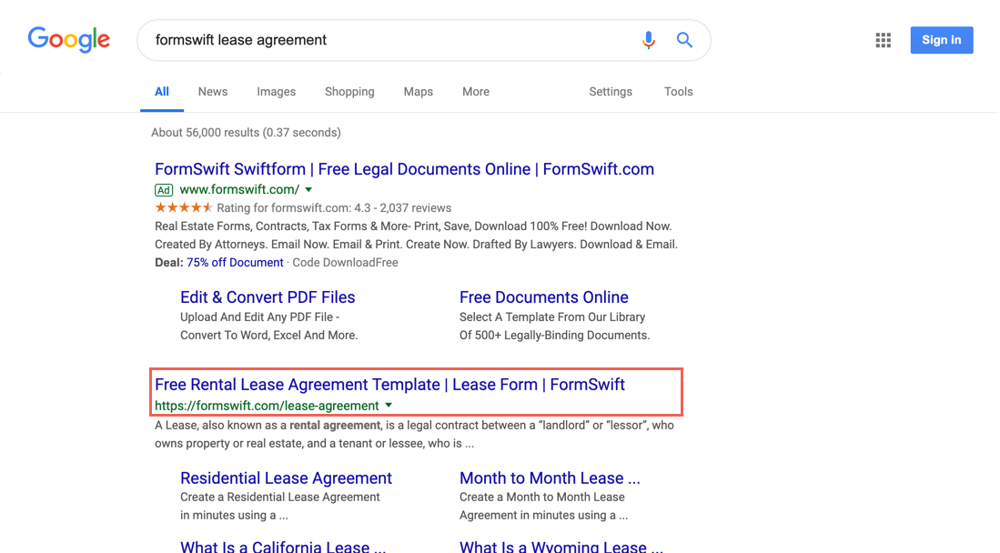 Google
formswift lease agreement
Sign in
All News Images Shopping Maps More Settings Tools
About 56,000 results (0.37 seconds)
FormSwift Swiftform | Free Legal Documents Online | FormSwift.com
Ad www.formswift.com/
Rating for formswift.com: 4.3 - 2,037 reviews
Real Estate Forms, Contracts, Tax Forms & More- Print, Save, Download 100% Free! Download Now.
Created By Attorneys. Email Now. Email & Print. Create Now. Drafted By Lawyers. Download & Email.
Deal: 75% off Document · Code DownloadFree
Edit & Convert PDF Files
Upload And Edit Any PDF File -
Convert To Word, Excel And More.
Free Documents Online
Select A Template From Our Library
Of 500+ Legally-Binding Documents.
Free Rental Lease Agreement Template | Lease Form | FormSwift
https://formswift.com/lease-agreement
A Lease, also known as a rental agreement, is a legal contract between a “landlord” or “lessor”, who
owns property or real estate, and a tenant or lessee, who is ...
Residential Lease Agreement
Create a Residential Lease Agreement
in minutes using a ...
Month to Month Lease ...
Create a Month to Month Lease
Agreement in minutes using a ...
What Is a California Lease ...
What Is a Wyoming Lease ...